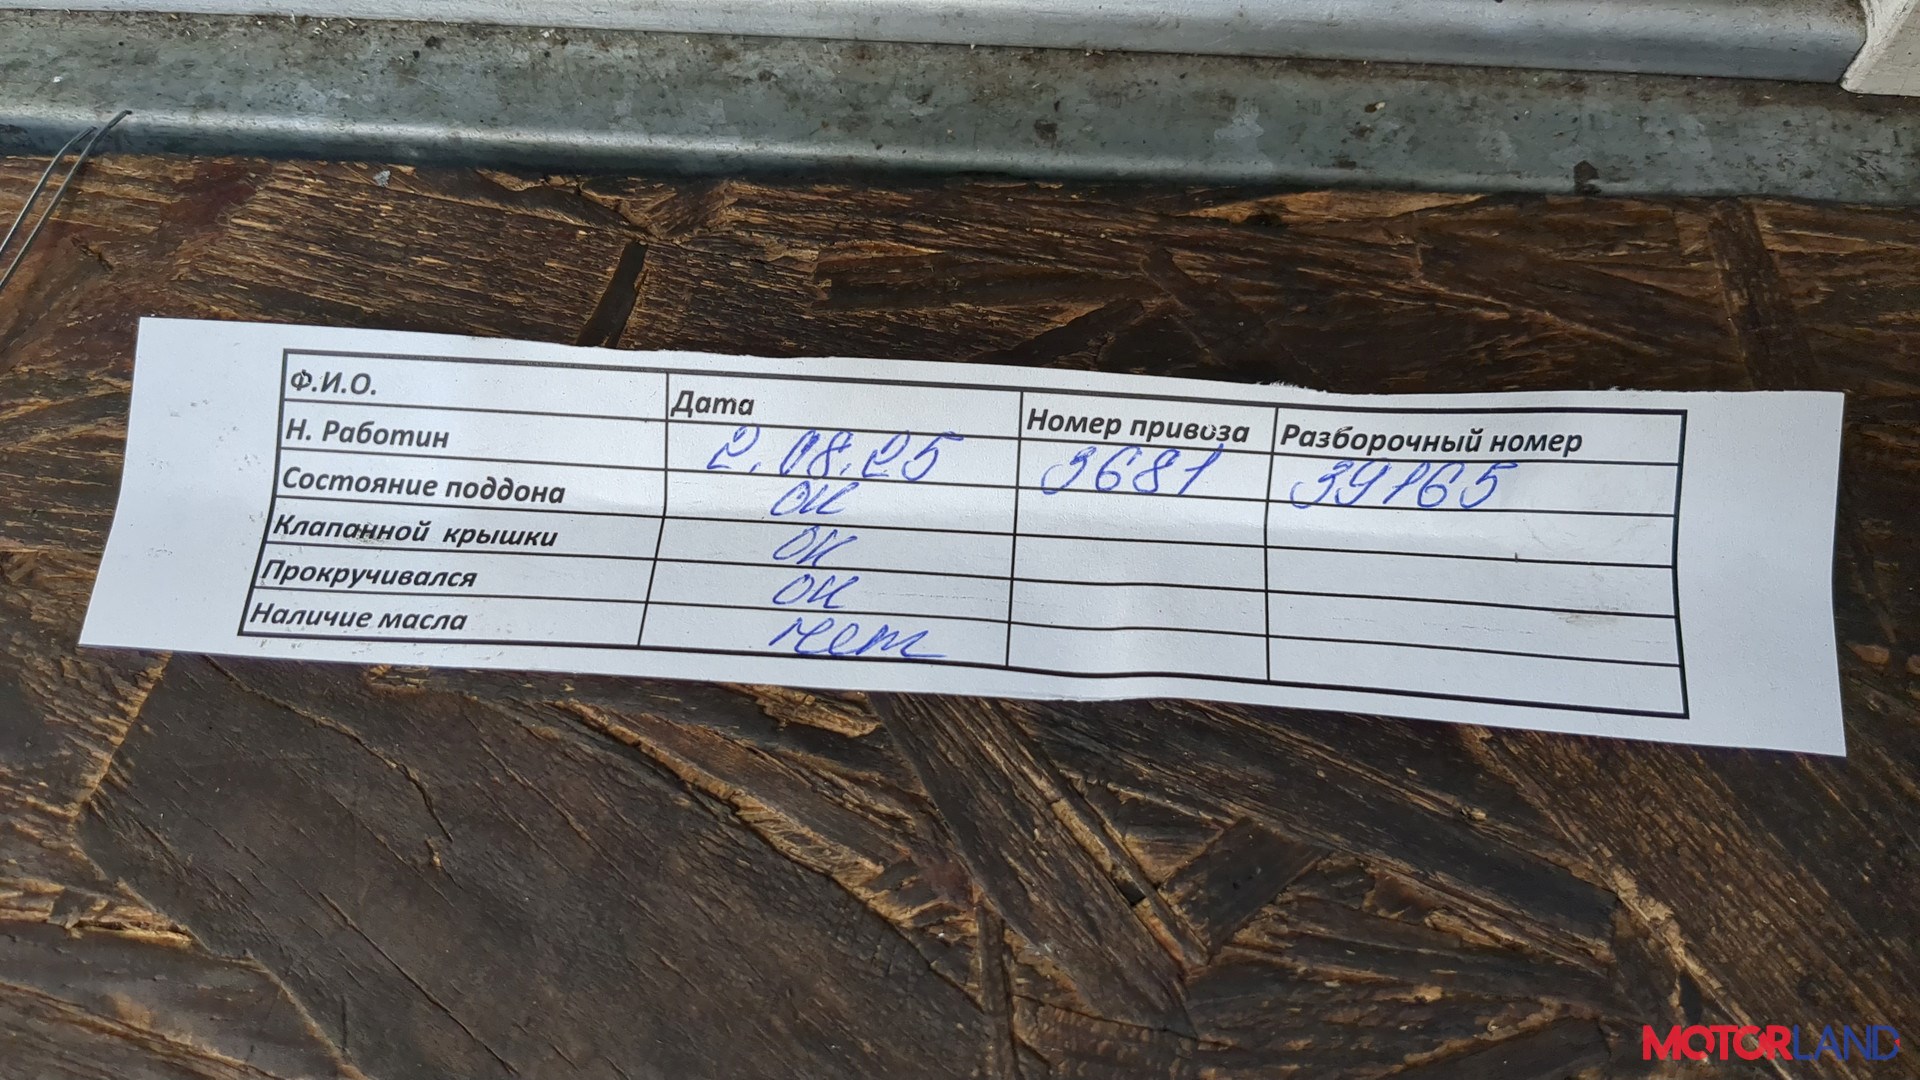 Ф.И.О. Дата Номер привоза Разборочный номер
Н. Работин 2.08.25 3681 39165
Состояние поддона ок
Клапанной крышки ок
Прокручивался ок
Наличие масла нет
MOTORLAND